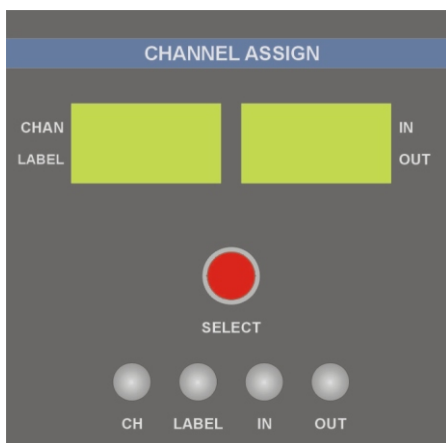 CHANNEL ASSIGN
CHAN IN
LABEL OUT
SELECT
CH LABEL IN OUT